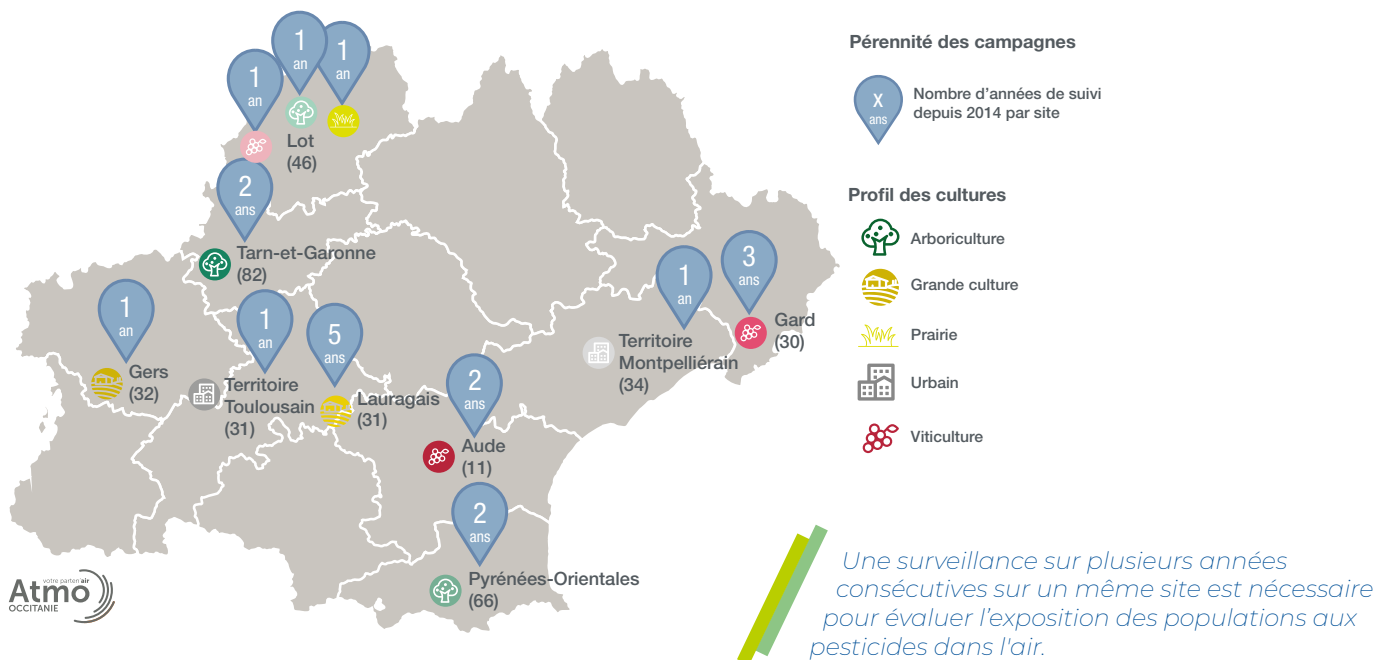 1
an
1
an
1
an
Lot
(46)
2
ans
Tarn-et-Garonne
(82)
1
an
Gers
(32)
1
an
Territoire
Toulousain
(31)
5
ans
Lauragais
(31)
2
ans
Aude
(11)
1
an
Territoire
Montpelliérain
(34)
3
ans
Gard
(30)
2
ans
Pyrénées-Orientales
(66)
Pérennité des campagnes
X
ans
Nombre d'années de suivi
depuis 2014 par site
Profil des cultures
Arboriculture
Grande culture
Prairie
Urbain
Viticulture
votre parten'air
Atmo
OCCITANIE
Une surveillance sur plusieurs années
consécutives sur un même site est nécessaire
pour évaluer l'exposition des populations aux
pesticides dans l'air.